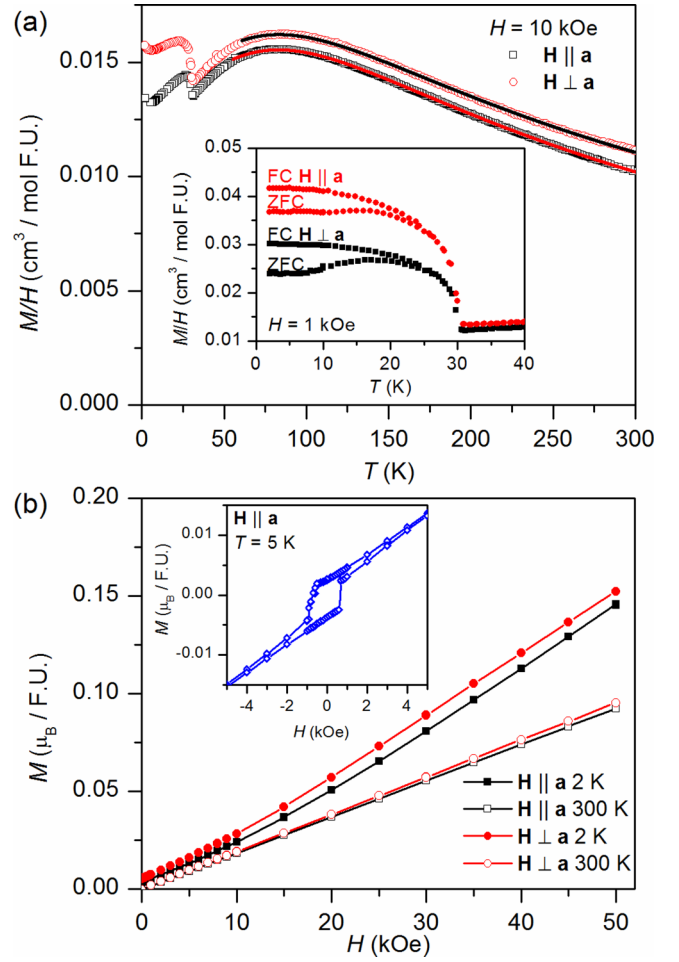 (a)
H = 10 kOe
H || a
H ⊥ a
M/H (cm³ / mol F.U.)
0.015
0.010
0.005
0.000
0 50 100 150 200 250 300
T (K)
M/H (cm³ / mol F.U.)
0.05
0.04
0.03
0.02
0.01
FC H || a
ZFC
FC H ⊥ a
ZFC
H = 1 kOe
0 10 20 30 40
T (K)
(b)
M (μB / F.U.)
0.20
0.15
0.10
0.05
0.00
0 10 20 30 40 50
H (kOe)
H || a
T = 5 K
M (μB / F.U.)
0.01
0.00
-0.01
-4 -2 0 2 4
H (kOe)
H || a 2 K
H || a 300 K
H ⊥ a 2 K
H ⊥ a 300 K